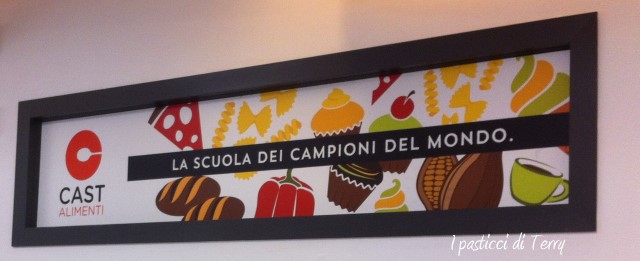 CAST
ALIMENTI
LA SCUOLA DEI CAMPIONI DEL MONDO.
I pasticci di Terry